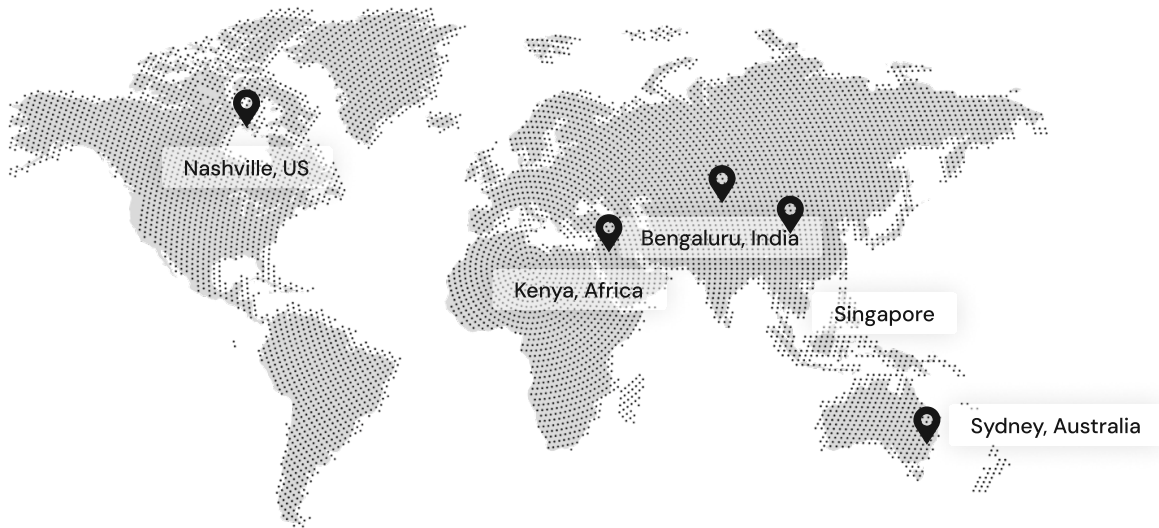 Nashville, US
Bengaluru, India
Kenya, Africa
Singapore
Sydney, Australia